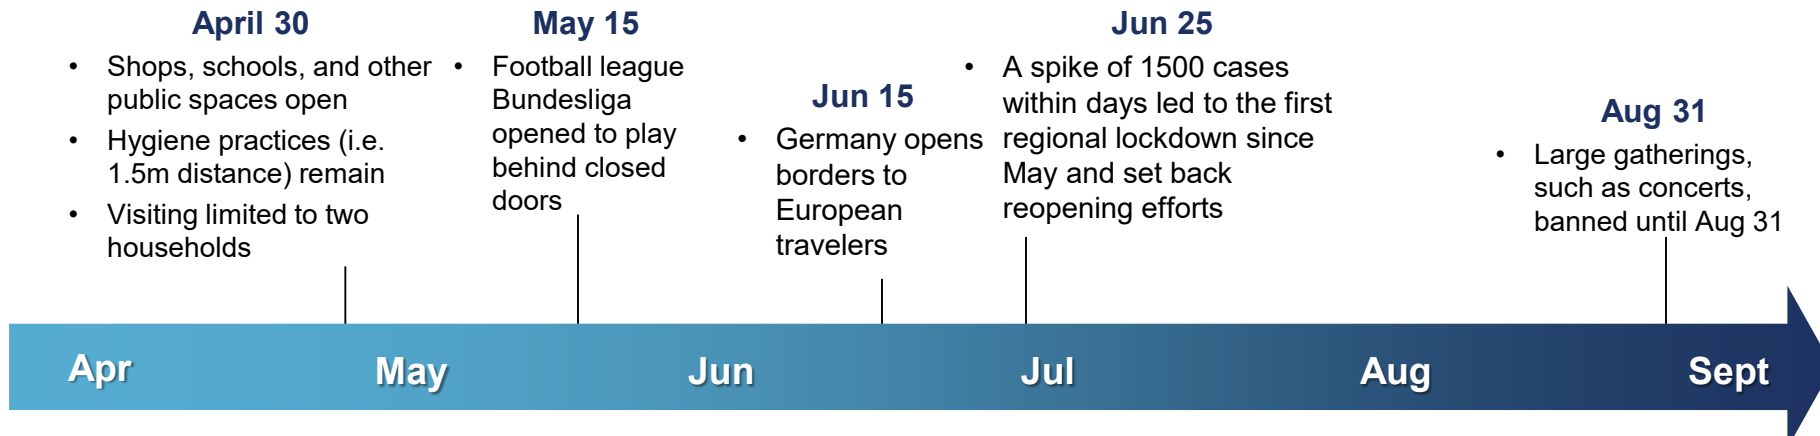 April 30
• Shops, schools, and other
public spaces open
• Hygiene practices (i.e.
1.5m distance) remain
• Visiting limited to two
households
May 15
• Football league
Bundesliga
opened to play
behind closed
doors
Jun 15
• Germany opens
borders to
European
travelers
Jun 25
• A spike of 1500 cases
within days led to the first
regional lockdown since
May and set back
reopening efforts
Aug 31
• Large gatherings,
such as concerts,
banned until Aug 31
Apr
May
Jun
Jul
Aug
Sept